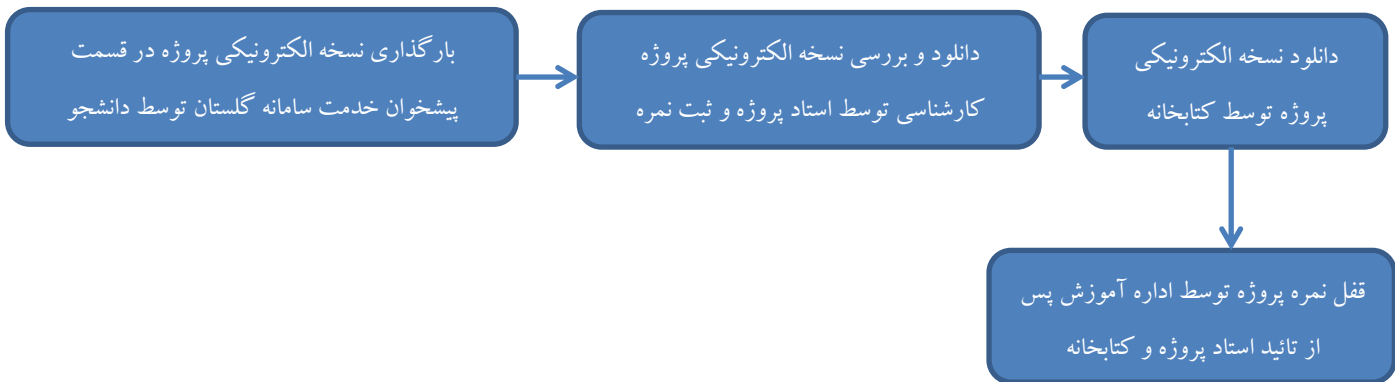 بارگذاری نسخه الکترونیکی پروژه در قسمت
پیشخوان خدمت سامانه گلستان توسط دانشجو
دانلود و بررسی نسخه الکترونیکی پروژه
کارشناسی توسط استاد پروژه و ثبت نمره
دانلود نسخه الکترونیکی
پروژه توسط کتابخانه
قفل نمره پروژه توسط اداره آموزش پس
از تائید استاد پروژه و کتابخانه